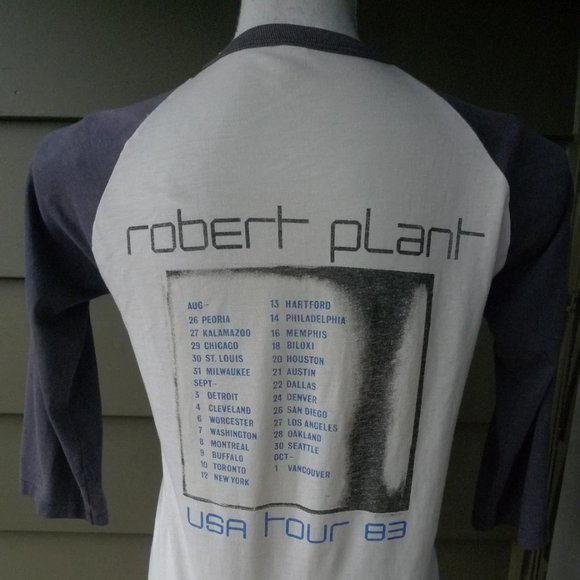 robert plant
AUG-
26 PEORIA
27 KALAMAZOO
29 CHICAGO
30 ST. LOUIS
31 MILWAUKEE
SEPT-
3 DETROIT
4 CLEVELAND
6 WORCESTER
7 WASHINGTON
8 MONTREAL
9 BUFFALO
10 TORONTO
12 NEW YORK
13 HARTFORD
14 PHILADELPHIA
16 MEMPHIS
18 BILOXI
20 HOUSTON
21 AUSTIN
22 DALLAS
24 DENVER
26 SAN DIEGO
27 LOS ANGELES
28 OAKLAND
30 SEATTLE
OCT-
1 VANCOUVER
USA tour 83